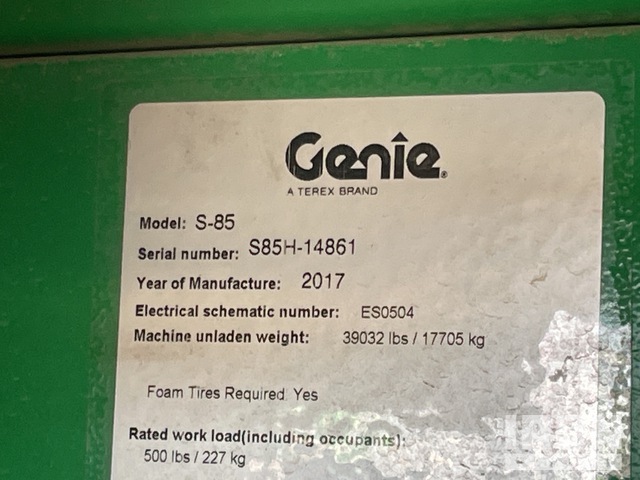 Genie
A TEREX BRAND
Model: S-85
Serial number: S85H-14861
Year of Manufacture: 2017
Electrical schematic number: ES0504
Machine unladen weight: 39032 lbs / 17705 kg
Foam Tires Required: Yes
Rated work load(including occupants):
500 lbs / 227 kg